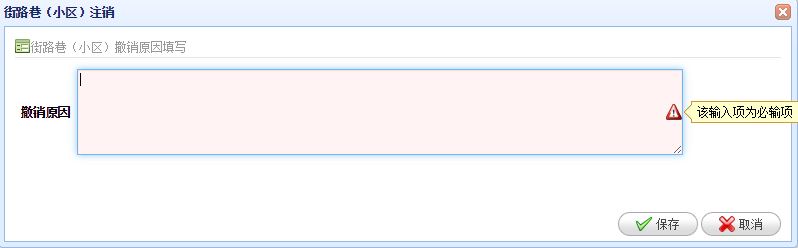 街路巷（小区）注销
街路巷（小区）撤销原因填写
撤消原因
该输入项为必输项
保存
取消